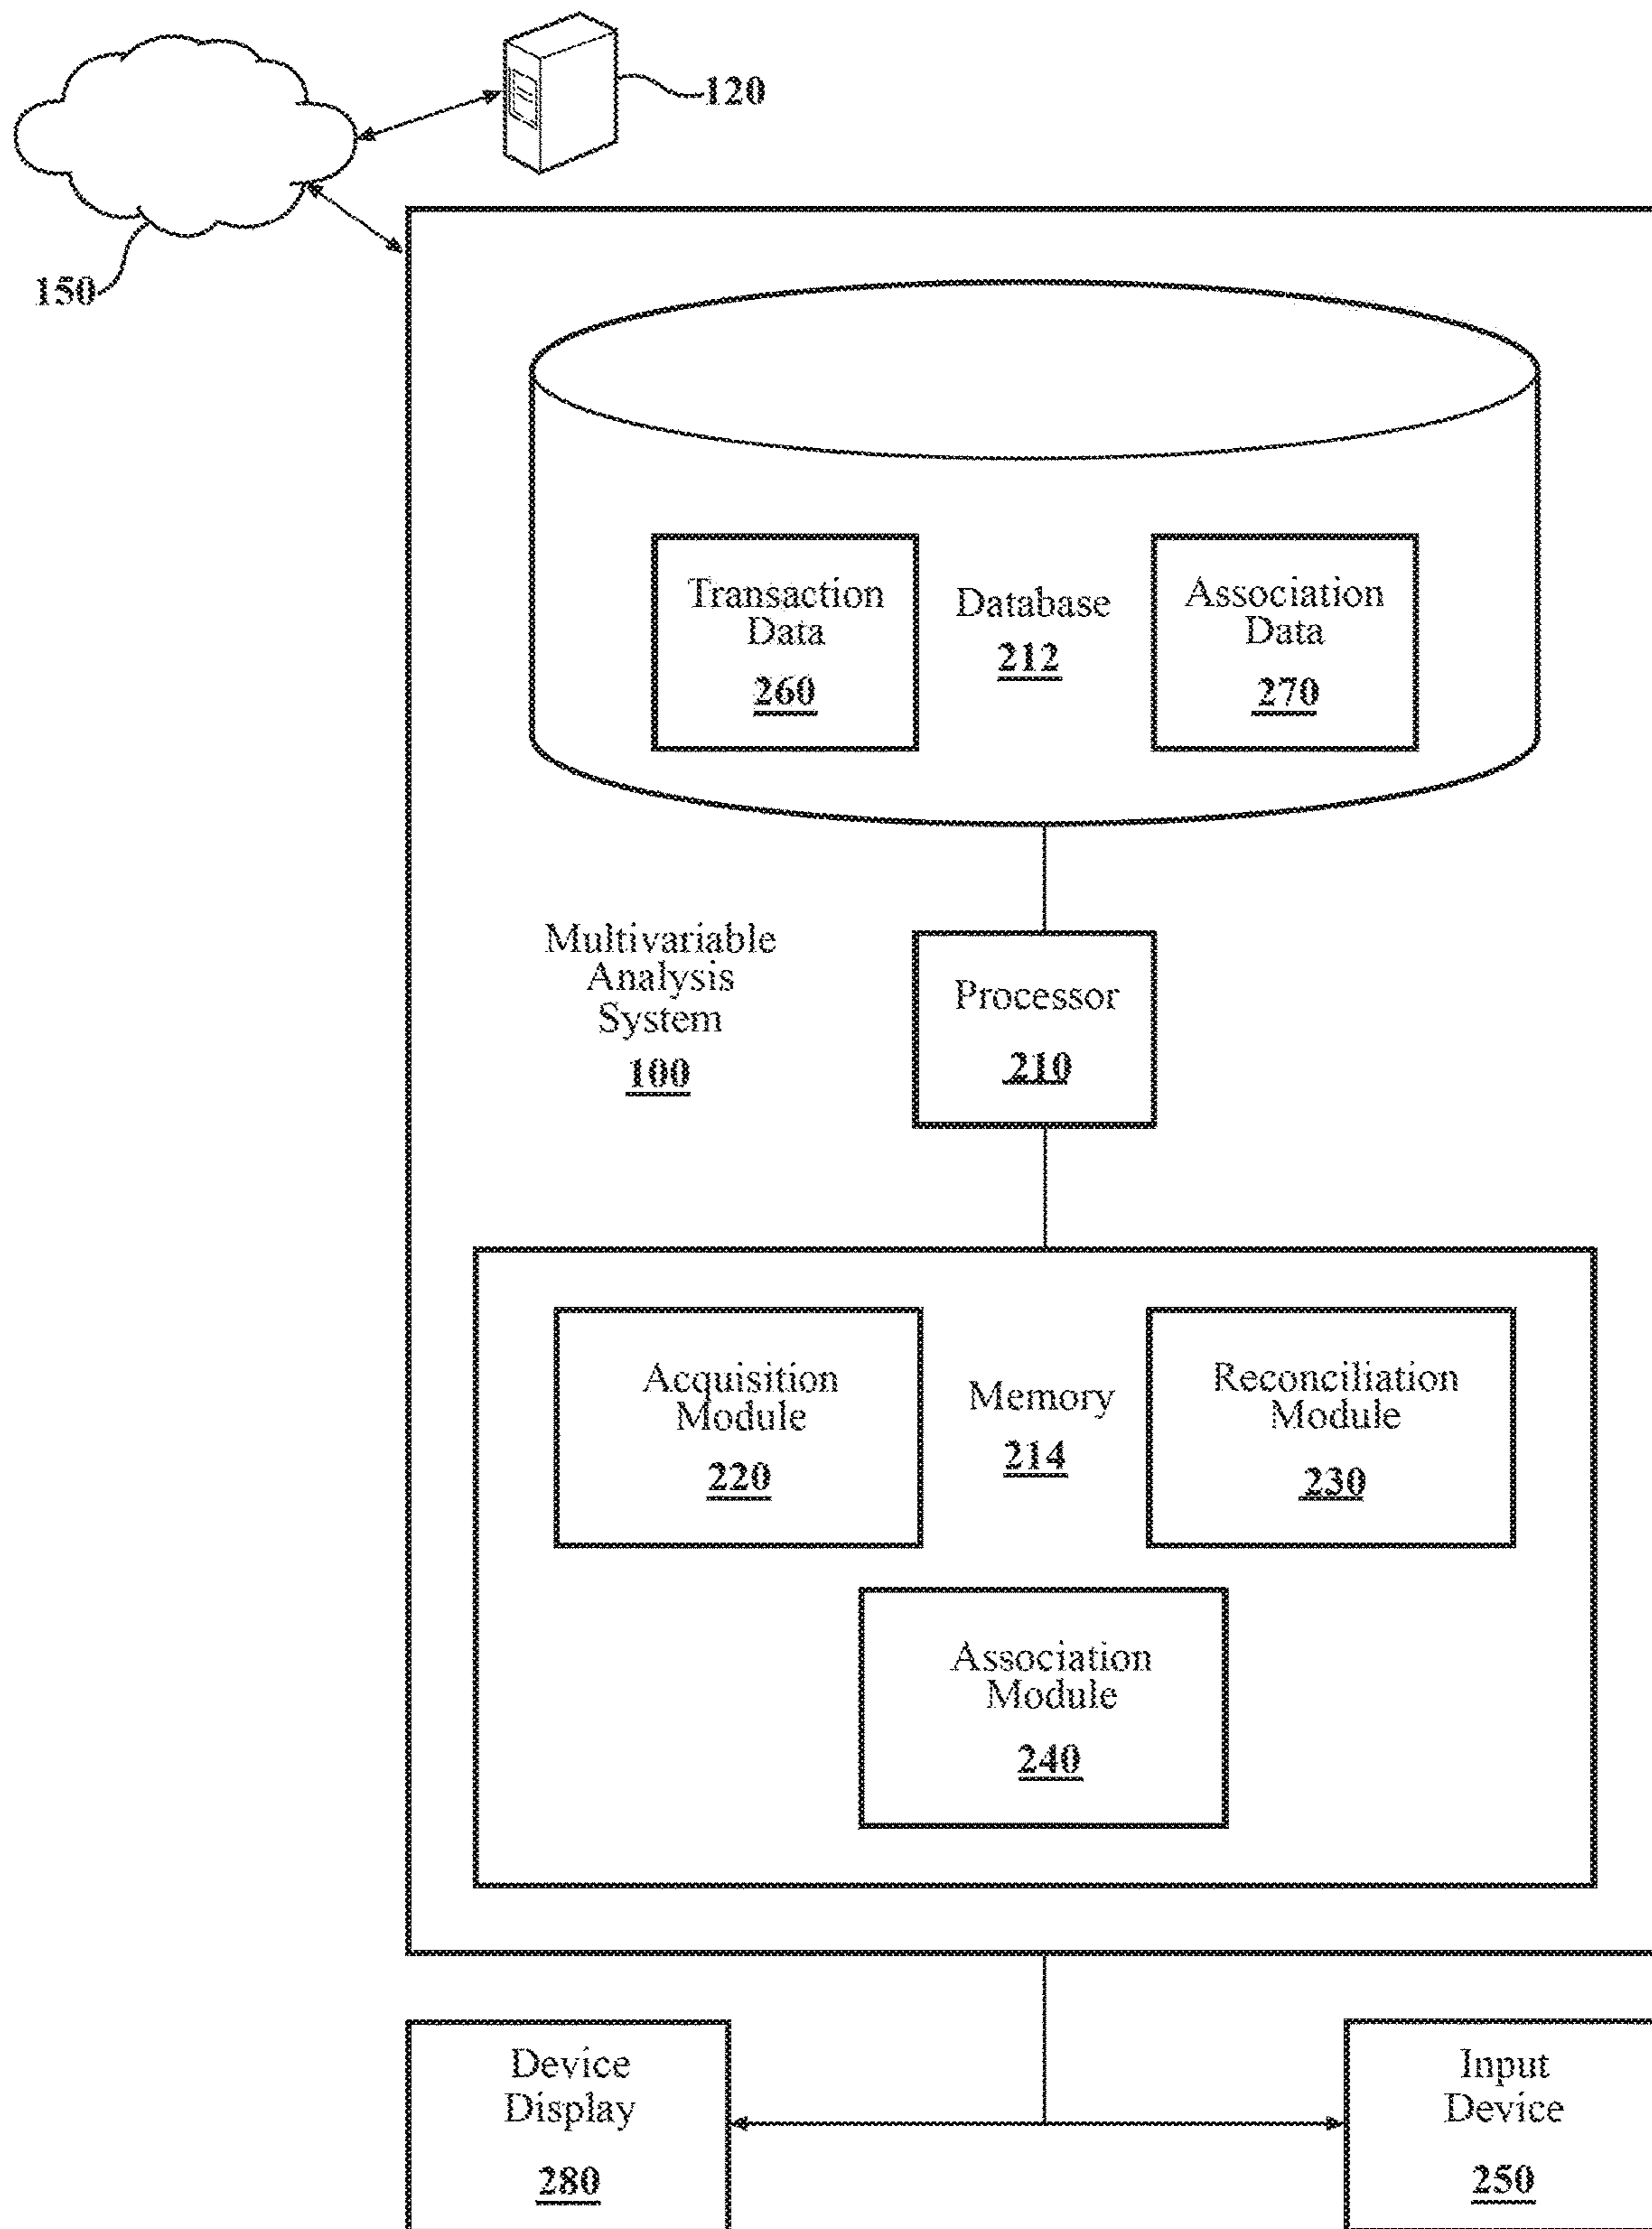 120
150
Transaction
Data
260
Database
212
Association
Data
270
Multivariable
Analysis
System
100
Processor
210
Acquisition
Module
220
Memory
214
Reconciliation
Module
230
Association
Module
240
Device
Display
280
Input
Device
250